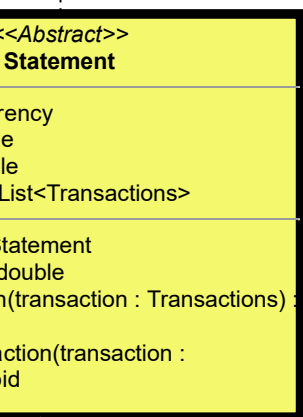 <<Abstract>>
Statement
rency
e
le
List<Transactions>
Statement
double
n(transaction : Transactions) :
action(transaction :
oid